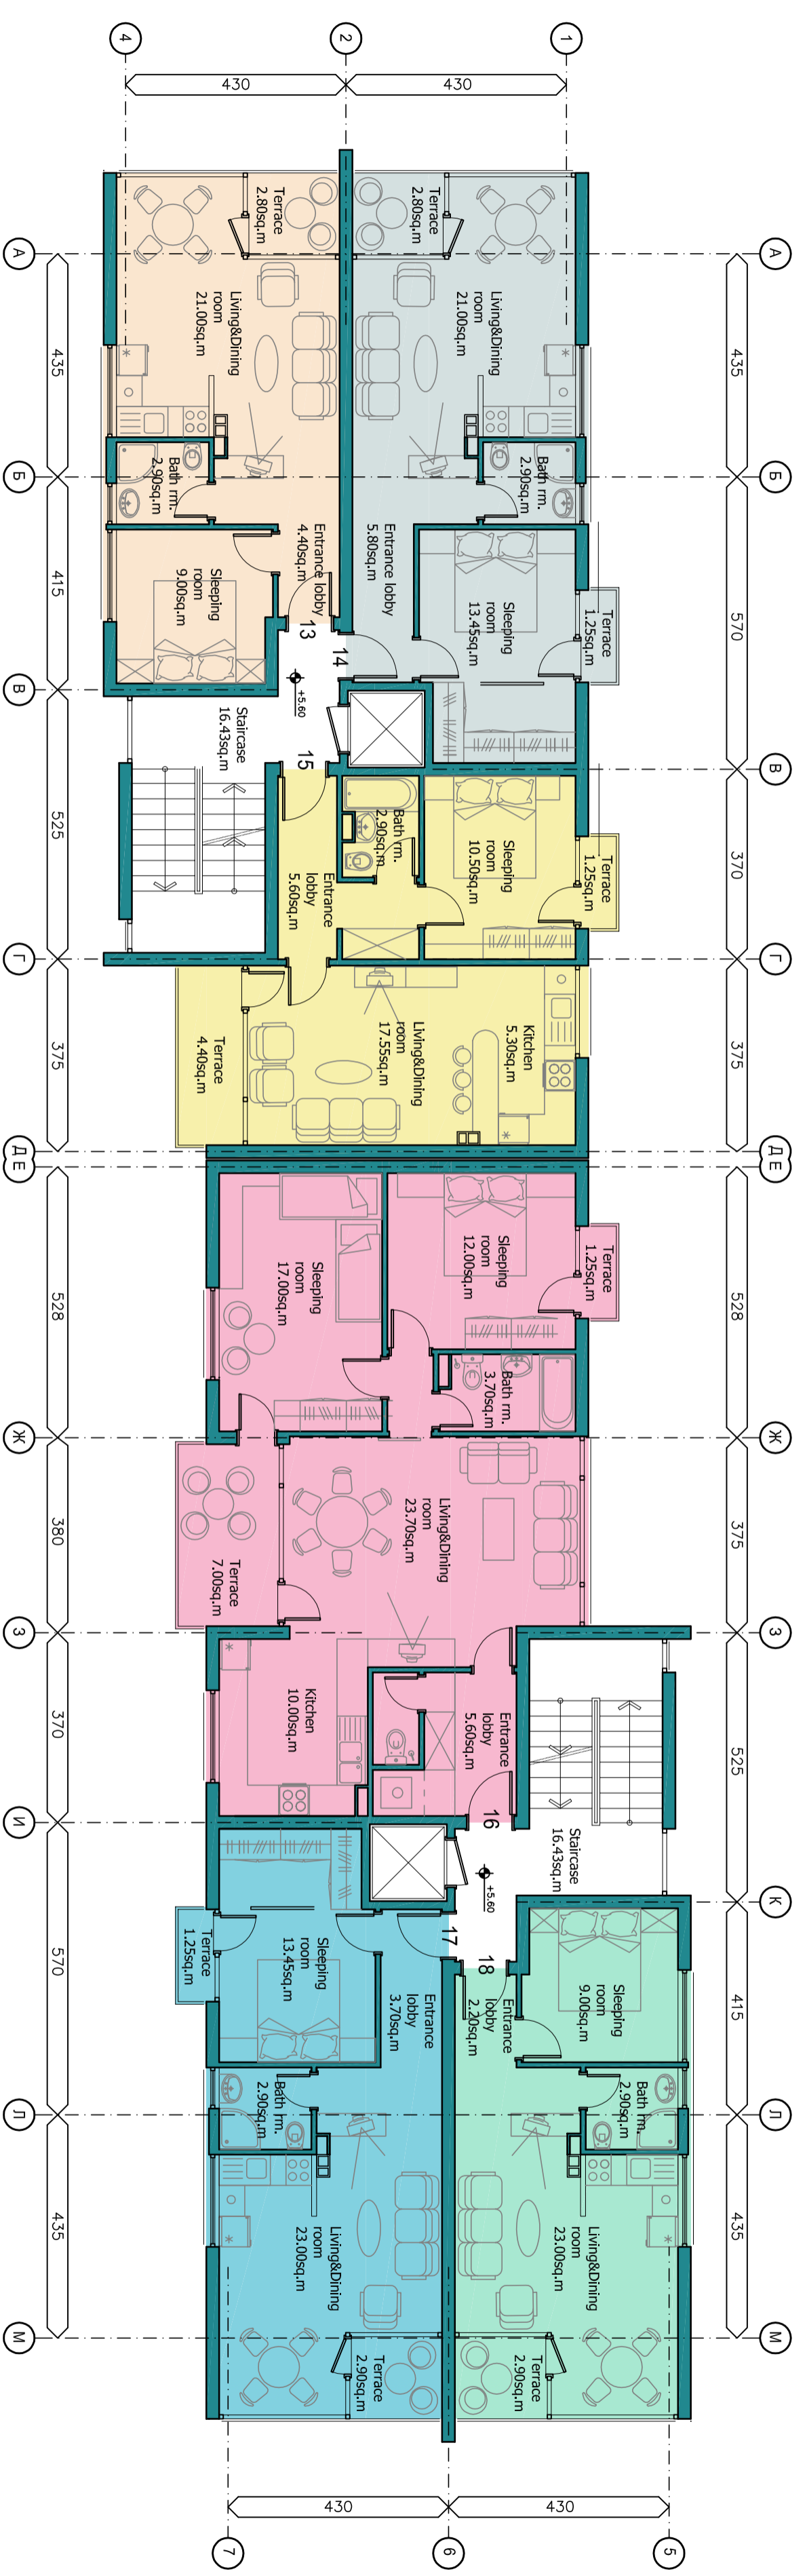 4
2
1
430
430
А
435
Б
415
В
525
Г
375
Д Е
528
Ж
380
З
370
И
570
Л
435
М
А
435
Б
570
В
370
Г
375
Д Е
528
Ж
375
З
525
К
415
Л
435
М
Terrace
2.80sq.m
Living&Dining
room
21.00sq.m
Bath rm.
2.90sq.m
Entrance lobby
4.40sq.m
Sleeping
room
9.00sq.m
13
Terrace
2.80sq.m
Living&Dining
room
21.00sq.m
Bath rm.
2.90sq.m
Entrance lobby
5.80sq.m
Sleeping
room
13.45sq.m
Terrace
1.25sq.m
14
+5.60
Staircase
16.43sq.m
15
Bath rm.
2.90sq.m
Sleeping
room
10.50sq.m
Terrace
1.25sq.m
Entrance
lobby
5.60sq.m
Terrace
4.40sq.m
Living&Dining
room
17.55sq.m
Kitchen
5.30sq.m
Sleeping
room
17.00sq.m
Sleeping
room
12.00sq.m
Terrace
1.25sq.m
Bath rm.
3.70sq.m
Living&Dining
room
23.70sq.m
Terrace
7.00sq.m
Kitchen
10.00sq.m
Entrance
lobby
5.60sq.m
16
+5.60
Staircase
16.43sq.m
17
Sleeping
room
13.45sq.m
Terrace
1.25sq.m
Entrance
lobby
3.70sq.m
Bath rm.
2.90sq.m
Living&Dining
room
23.00sq.m
Terrace
2.90sq.m
18
Entrance
lobby
2.20sq.m
Sleeping
room
9.00sq.m
Bath rm.
2.90sq.m
Living&Dining
room
23.00sq.m
Terrace
2.90sq.m
430
430
7
6
5